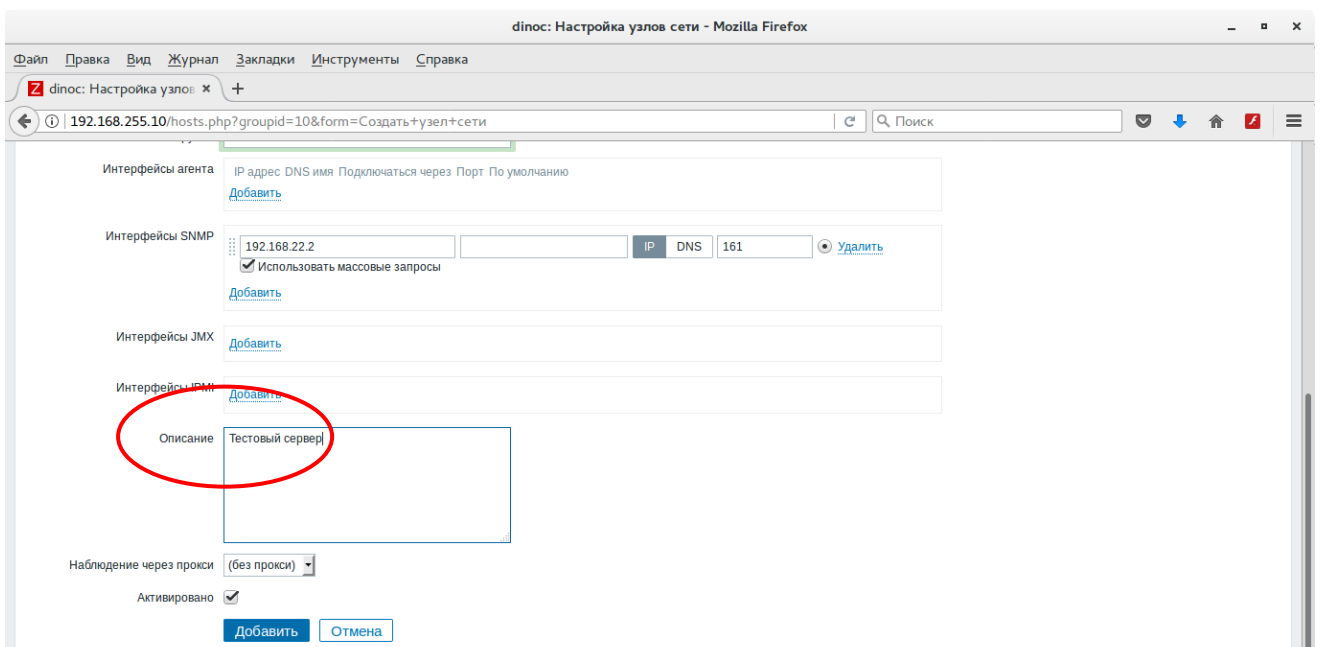 dinoc: Настройка узлов сети - Mozilla Firefox
Файл Правка Вид Журнал Закладки Инструменты Справка
Z dinoc: Настройка узлов
192.168.255.10/hosts.php?groupid=10&form=Создать+узел+сети Поиск
Интерфейсы агента IP адрес DNS имя Подключаться через Порт По умолчанию
Добавить
Интерфейсы SNMP 192.168.22.2 IP DNS 161 Удалить
Использовать массовые запросы
Добавить
Интерфейсы JMX Добавить
Интерфейсы IPMI Добавить
Описание Тестовый сервер
Наблюдение через прокси (без прокси)
Активировано
Добавить Отмена